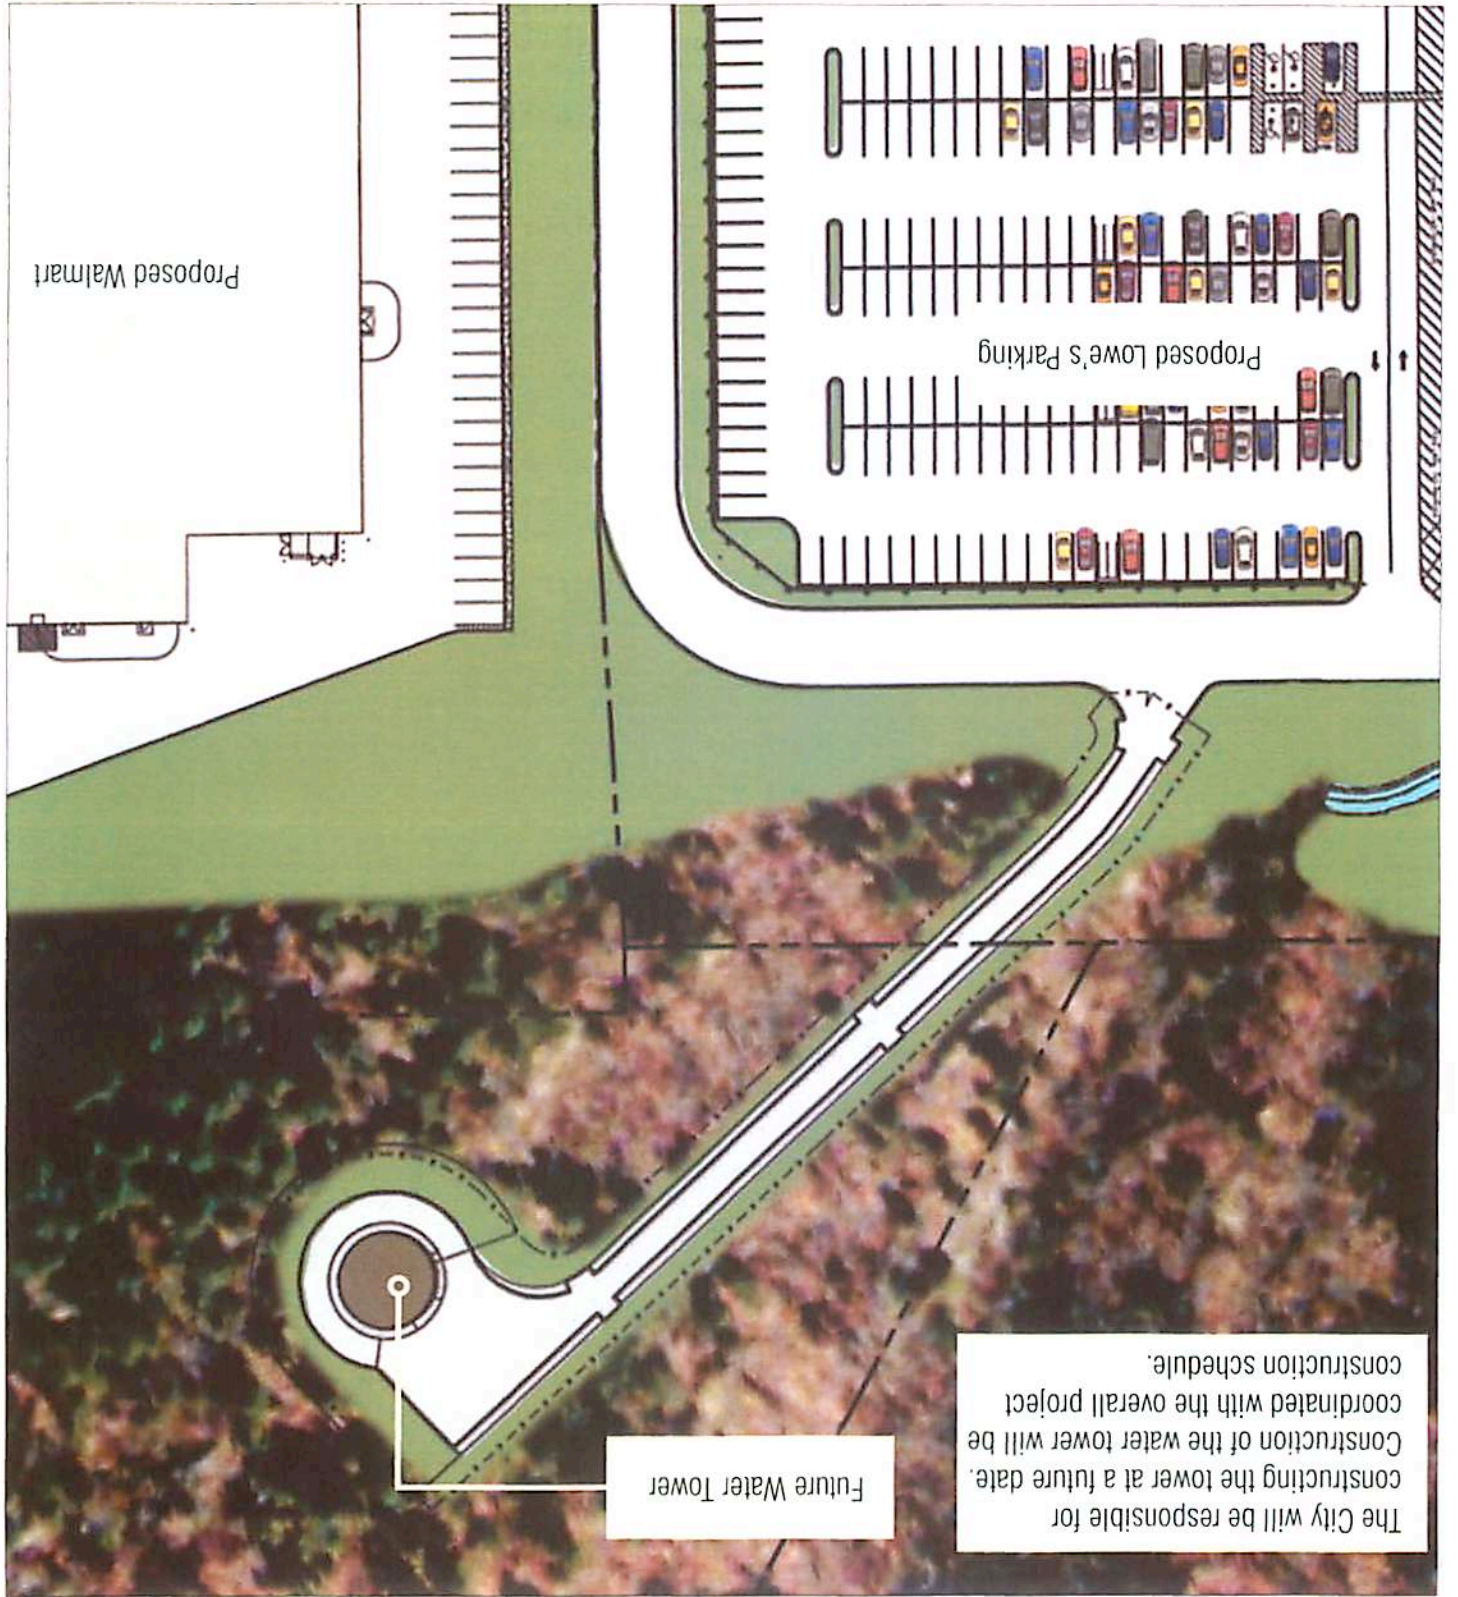 The City will be responsible for
constructing the tower at a future date.
Construction of the water tower will be
coordinated with the overall project
construction schedule.
Future Water Tower
Proposed Lowe's Parking
Proposed Walmart